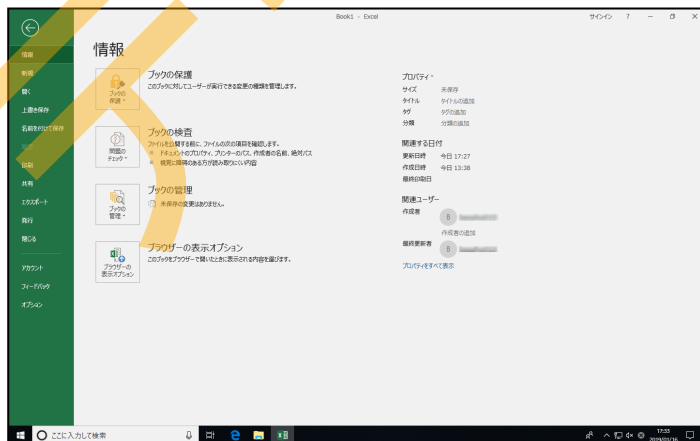 Book1 - Excel
サインイン ? － ロ ×
情報
情報
新規
開く
上書き保存
名前を付けて保存
印刷
共有
エクスポート
発行
閉じる
アカウント
フィードバック
オプション
ブックの保護
このブックに対してユーザーが実行できる変更の種類を管理します。
ブックの
保護
ブックの検査
ファイルを公開する前に、ファイルの次の項目を確認します。
ドキュメントのプロパティ、プリンターのパス、作成者の名前、絶対パス
視覚に障碍のある方が読み取りにくい内容
問題の
チェック
ブックの管理
未保存の変更はありません。
ブックの
管理
ブラウザーの表示オプション
このブックをブラウザーで開いたときに表示される内容を選びます。
ブラウザーの
表示オプション
プロパティ
サイズ 未保存
タイトル タイトルの追加
タグ タグの追加
分類 分類の追加
関連する日付
更新日時 今日 17:27
作成日時 今日 13:38
最終印刷日
関連ユーザー
作成者
B
作成者の追加
最終更新者
B
プロパティをすべて表示
ここに入力して検索
17:33
2019/01/16